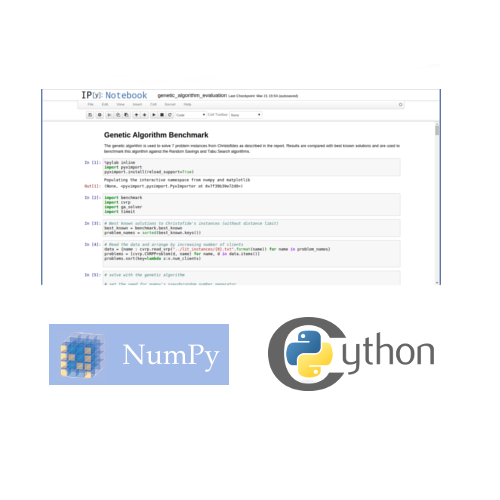 IP[y]: Notebook genetic_algorithm_evaluation Last Checkpoint: Mar 21 15:04 (autosaved)
File Edit View Insert Cell Kernel Help
Code Cell Toolbar: None
Genetic Algorithm Benchmark
The genetic algorithm is used to solve 7 problem instances from Christofides as described in the report. Results are compared with best known solutions and are used to
benchmark this algorithm against the Random Savings and Tabu Search algorithms.
In [1]: %pylab inline
import pyximport
pyximport.install(reload_support=True)
Populating the interactive namespace from numpy and matplotlib
Out[1]: (None, <pyximport.pyximport.PyxImporter at
In [2]: import benchmark
import cvrp
import ga_solver
import timeit
In [3]: # Best known solutions to Christofide's instances (without distance limit)
best_known = benchmark.best_known
problem_names = sorted(best_known.keys())
In [4]: # Read the data and arrange by increasing number of clients
data = {name : cvrp.read_vrp("../lit_instances/{0}.txt".format(name)) for name in problem_names}
problems = [cvrp.CVRPProblem(d, name) for name, d in data.items()]
problems.sort(key=lambda x:x.num_clients)
In [5]: # solve with the genetic algorithm
# set the seed for numpy's pseudorandom number generator
NumPy
Cython